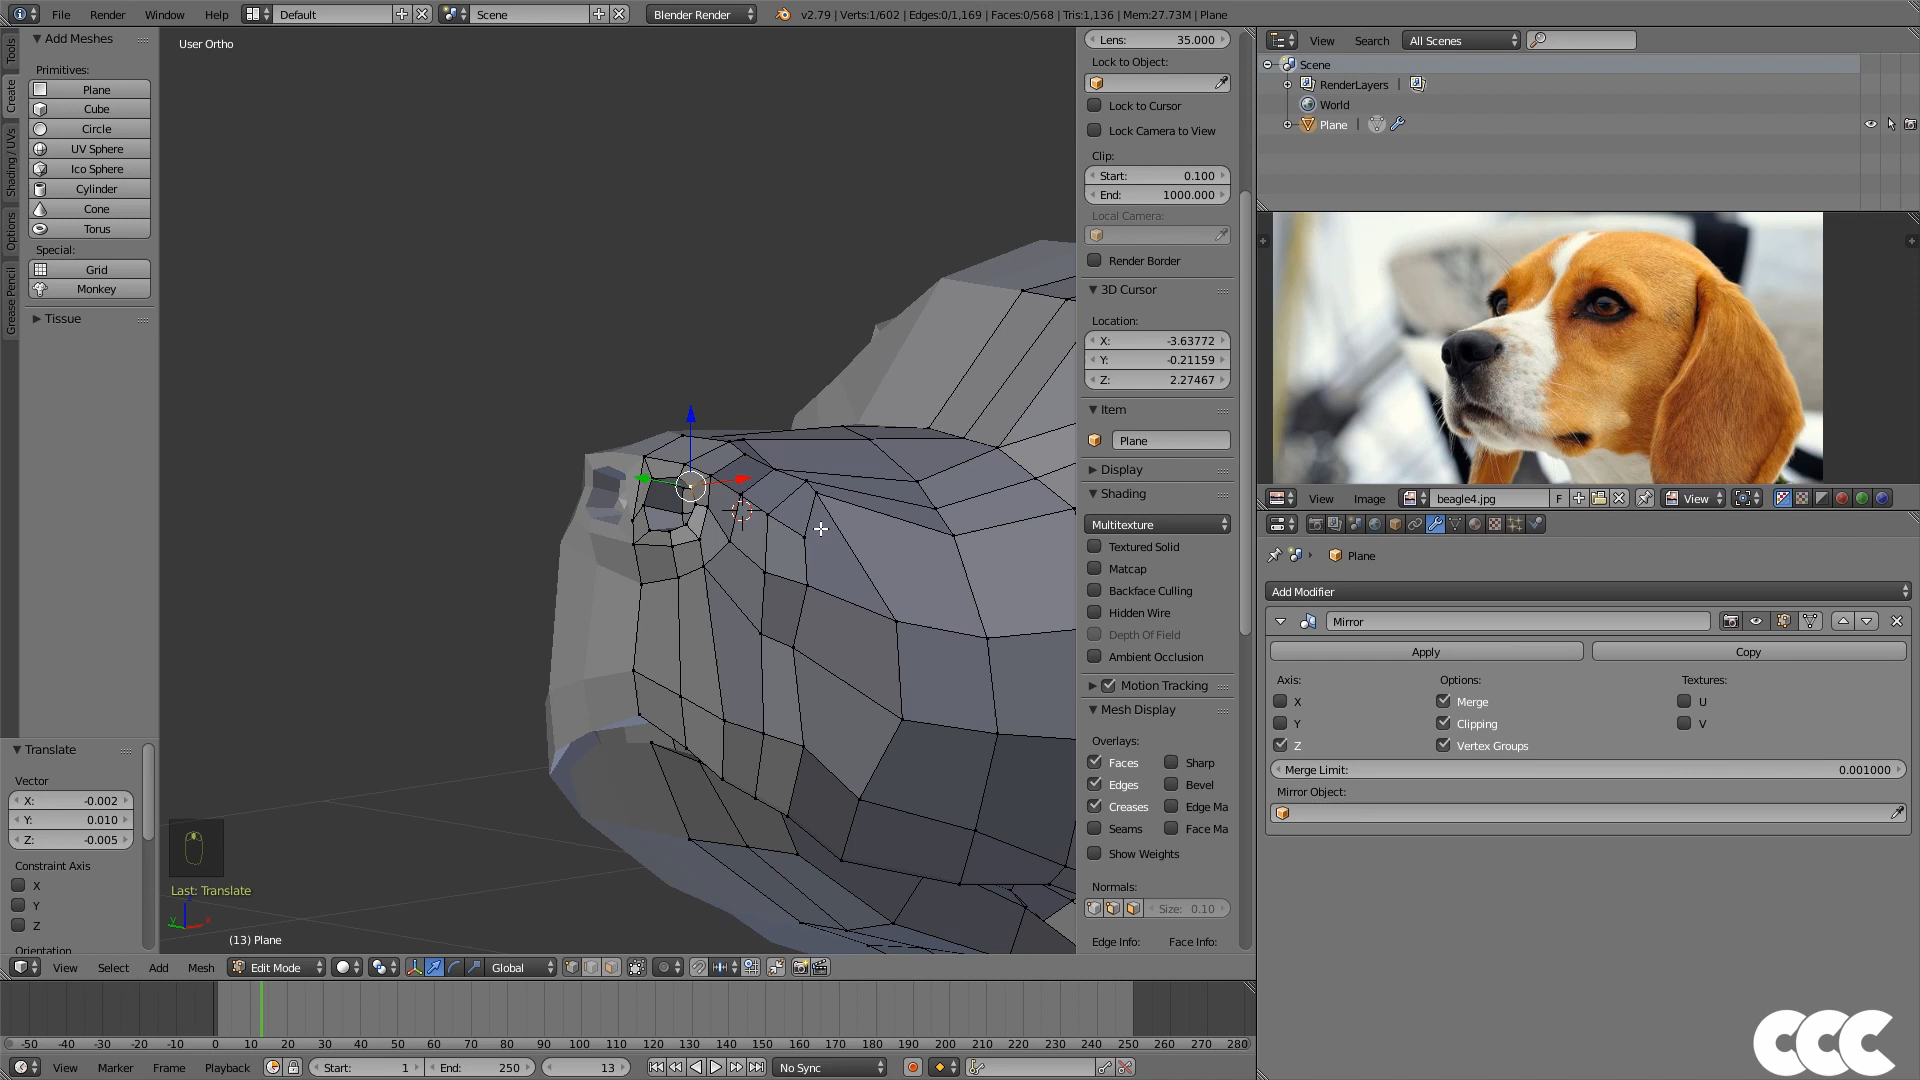 File Render Window Help Default Scene Blender Render v2.79 | Verts:1/602 | Edges:0/1,169 | Faces:0/568 | Tris:1,136 | Mem:27.73M | Plane
Tools
Create
Shading / UVs
Options
Grease Pencil
Add Meshes
Primitives:
Plane
Cube
Circle
UV Sphere
Ico Sphere
Cylinder
Cone
Torus
Special:
Grid
Monkey
Tissue
Translate
Vector
X: -0.002
Y: 0.010
Z: -0.005
Constraint Axis
X
Y
Z
Orientation
User Ortho
Last: Translate
(13) Plane
Lens: 35.000
Lock to Object:
Lock to Cursor
Lock Camera to View
Clip:
Start: 0.100
End: 1000.000
Local Camera:
Render Border
3D Cursor
Location:
X: -3.63772
Y: -0.21159
Z: 2.27467
Item
Plane
Display
Shading
Multitexture
Textured Solid
Matcap
Backface Culling
Hidden Wire
Depth Of Field
Ambient Occlusion
Motion Tracking
Mesh Display
Overlays:
Faces Sharp
Edges Bevel
Creases Edge Ma
Seams Face Ma
Show Weights
Normals:
Size: 0.10
Edge Info: Face Info:
View Search All Scenes
Scene
RenderLayers |
World
Plane |
View Image beagle4.jpg F View
Plane
Add Modifier
Mirror
Apply Copy
Axis: Options: Textures:
X Merge U
Y Clipping V
Z Vertex Groups
Merge Limit: 0.001000
Mirror Object:
View Select Add Mesh Edit Mode Global
-50 -40 -30 -20 -10 0 10 20 30 40 50 60 70 80 90 100 110 120 130 140 150 160 170 180 190 200 210 220 230 240 250 260 270 280
View Marker Frame Playback Start: 1 End: 250 13 No Sync
CCC